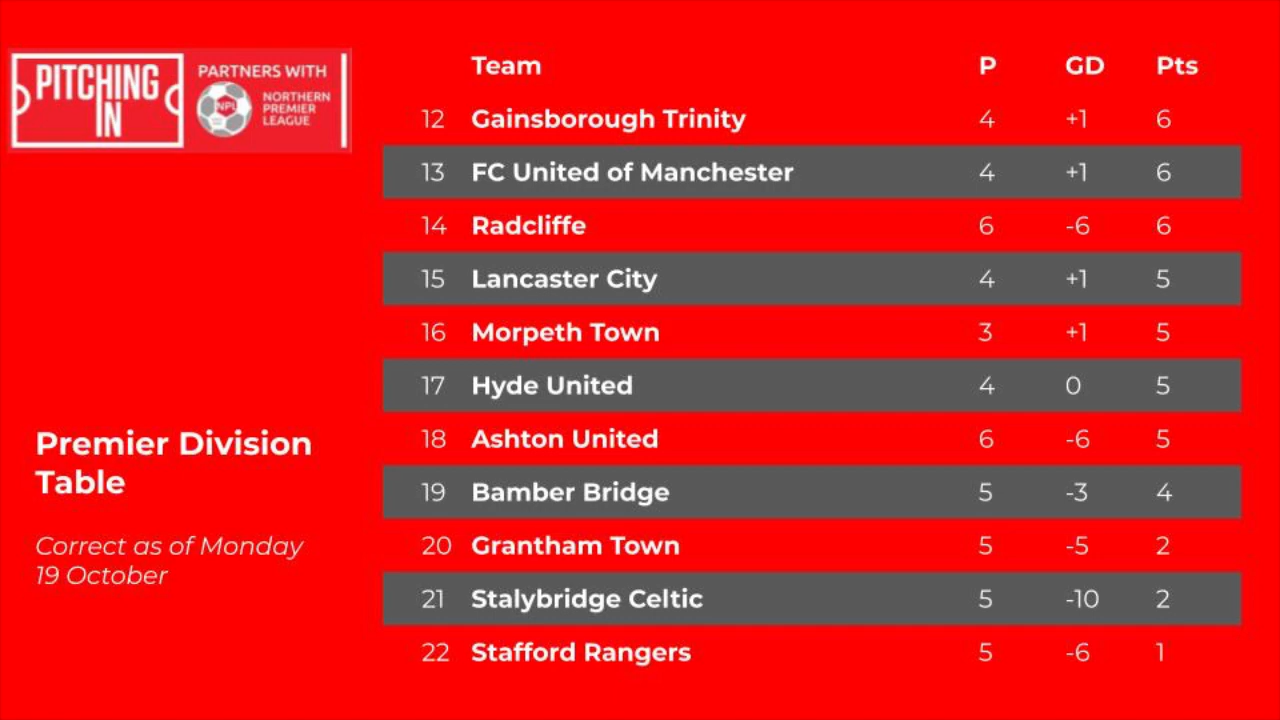 PITCHING
IN
PARTNERS WITH
NPL
NORTHERN
PREMIER
LEAGUE
Team P GD Pts
12 Gainsborough Trinity 4 +1 6
13 FC United of Manchester 4 +1 6
14 Radcliffe 6 -6 6
15 Lancaster City 4 +1 5
16 Morpeth Town 3 +1 5
17 Hyde United 4 0 5
18 Ashton United 6 -6 5
19 Bamber Bridge 5 -3 4
20 Grantham Town 5 -5 2
21 Stalybridge Celtic 5 -10 2
22 Stafford Rangers 5 -6 1
Premier Division
Table
Correct as of Monday
19 October